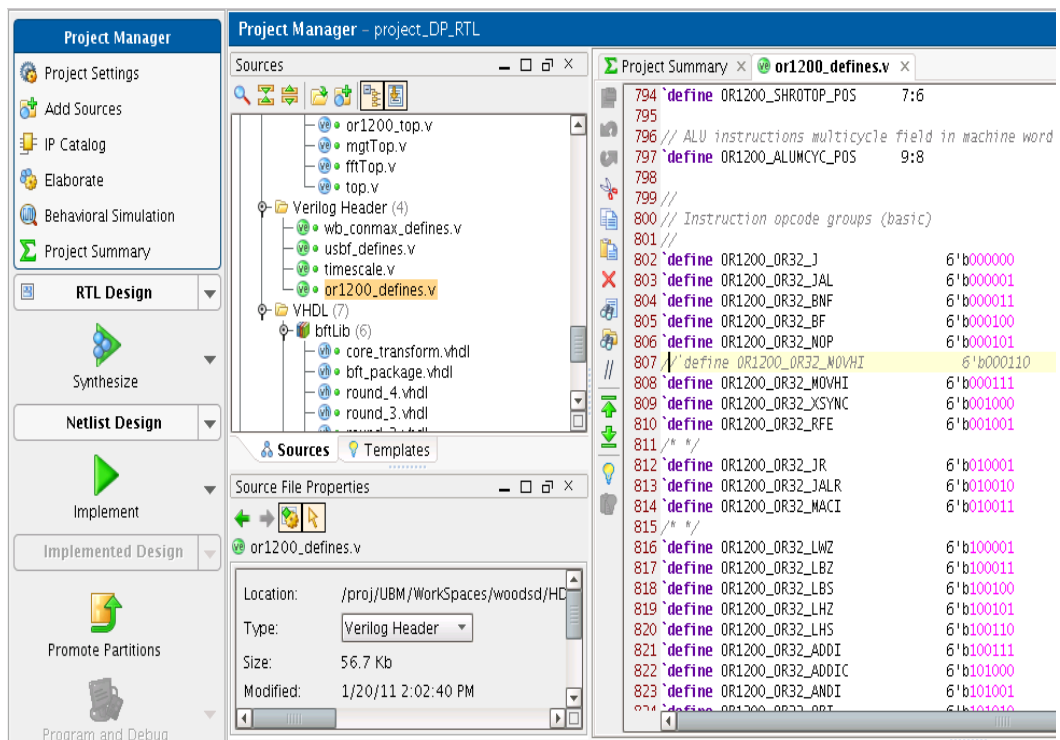 Project Manager
Project Settings
Add Sources
IP Catalog
Elaborate
Behavioral Simulation
Project Summary
RTL Design
Synthesize
Netlist Design
Implement
Implemented Design
Promote Partitions
Program and Debug
Project Manager – project_DP_RTL
Sources
or1200_top.v
mgtTop.v
fftTop.v
top.v
Verilog Header (4)
wb_conmax_defines.v
usbf_defines.v
timescale.v
or1200_defines.v
VHDL (7)
bftLib (6)
core_transform.vhdl
bft_package.vhdl
round_4.vhdl
round_3.vhdl
Sources Templates
Source File Properties
or1200_defines.v
Location: /proj/UBM/WorkSpaces/woodsd/HD
Type: Verilog Header
Size: 56.7 Kb
Modified: 1/20/11 2:02:40 PM
Project Summary or1200_defines.v
794 `define OR1200_SHROTOP_POS 7:6
795
796 // ALU instructions multicycle field in machine word
797 `define OR1200_ALUMCYC_POS 9:8
798
799 //
800 // Instruction opcode groups (basic)
801 //
802 `define OR1200_OR32_J 6'b000000
803 `define OR1200_OR32_JAL 6'b000001
804 `define OR1200_OR32_BNF 6'b000011
805 `define OR1200_OR32_BF 6'b000100
806 `define OR1200_OR32_NOP 6'b000101
807 //`define OR1200_OR32_MOVHI 6'b000110
808 `define OR1200_OR32_MOVHI 6'b000111
809 `define OR1200_OR32_XSYNC 6'b001000
810 `define OR1200_OR32_RFE 6'b001001
811 /* */
812 `define OR1200_OR32_JR 6'b010001
813 `define OR1200_OR32_JALR 6'b010010
814 `define OR1200_OR32_MACI 6'b010011
815 /* */
816 `define OR1200_OR32_LWZ 6'b100001
817 `define OR1200_OR32_LBZ 6'b100011
818 `define OR1200_OR32_LBS 6'b100100
819 `define OR1200_OR32_LHZ 6'b100101
820 `define OR1200_OR32_LHS 6'b100110
821 `define OR1200_OR32_ADDI 6'b100111
822 `define OR1200_OR32_ADDIC 6'b101000
823 `define OR1200_OR32_ANDI 6'b101001